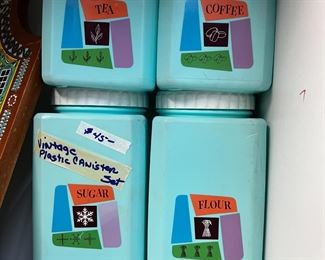 TEA
COFFEE
$45-
Vintage
Plastic Canister
Set
SUGAR
FLOUR